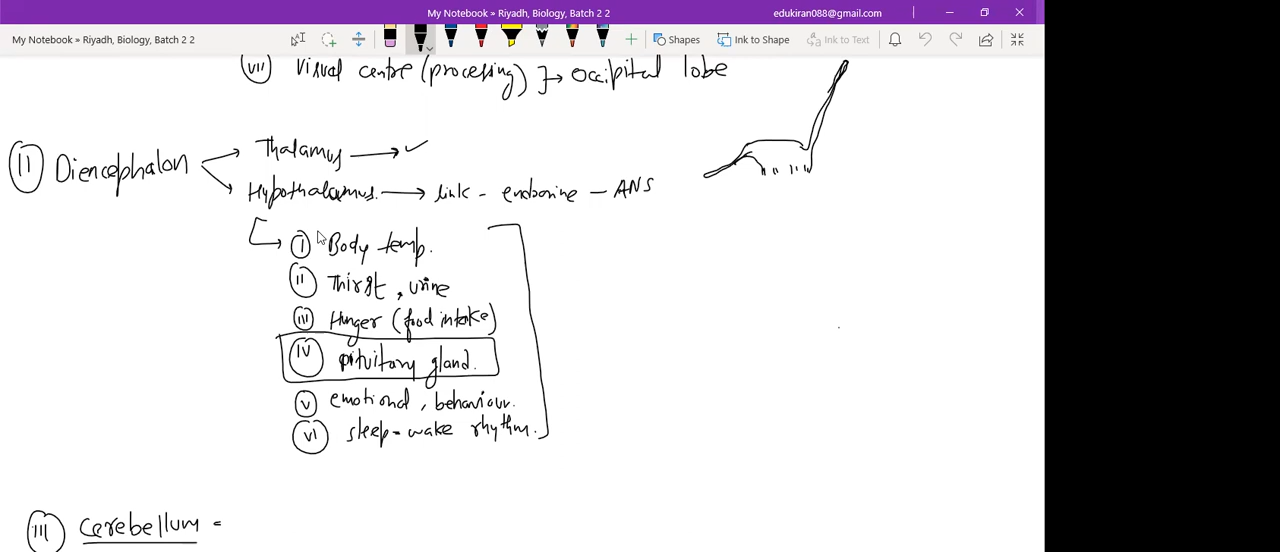 My Notebook » Riyadh, Biology, Batch 2 2
edukiran088@gmail.com
My Notebook » Riyadh, Biology, Batch 2 2
Shapes
Ink to Shape
Ink to Text
(vii) Visual centre (processing) }→ occipital lobe
II Diencephalon
Thalamus → ✓
Hypothalamus. → link - endocrine - ANS
I Body temp.
II Thirst, urine
III Hunger (food intake)
IV pituitary gland.
V emotional, behaviour.
VI sleep-wake rhythm.
III cerebellum =